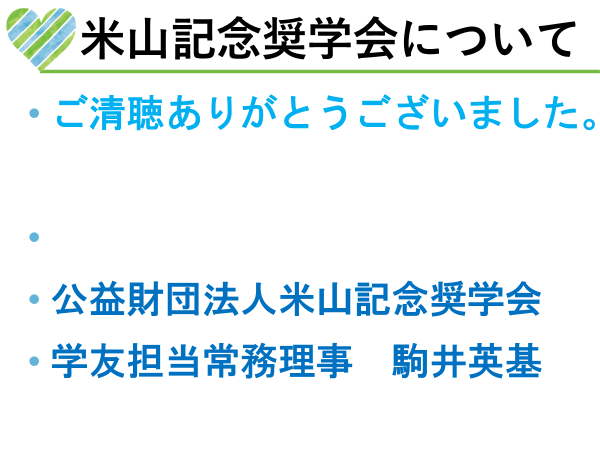 米山記念奨学会について
• ご清聴ありがとうございました。
•
• 公益財団法人米山記念奨学会
• 学友担当常務理事　駒井英基